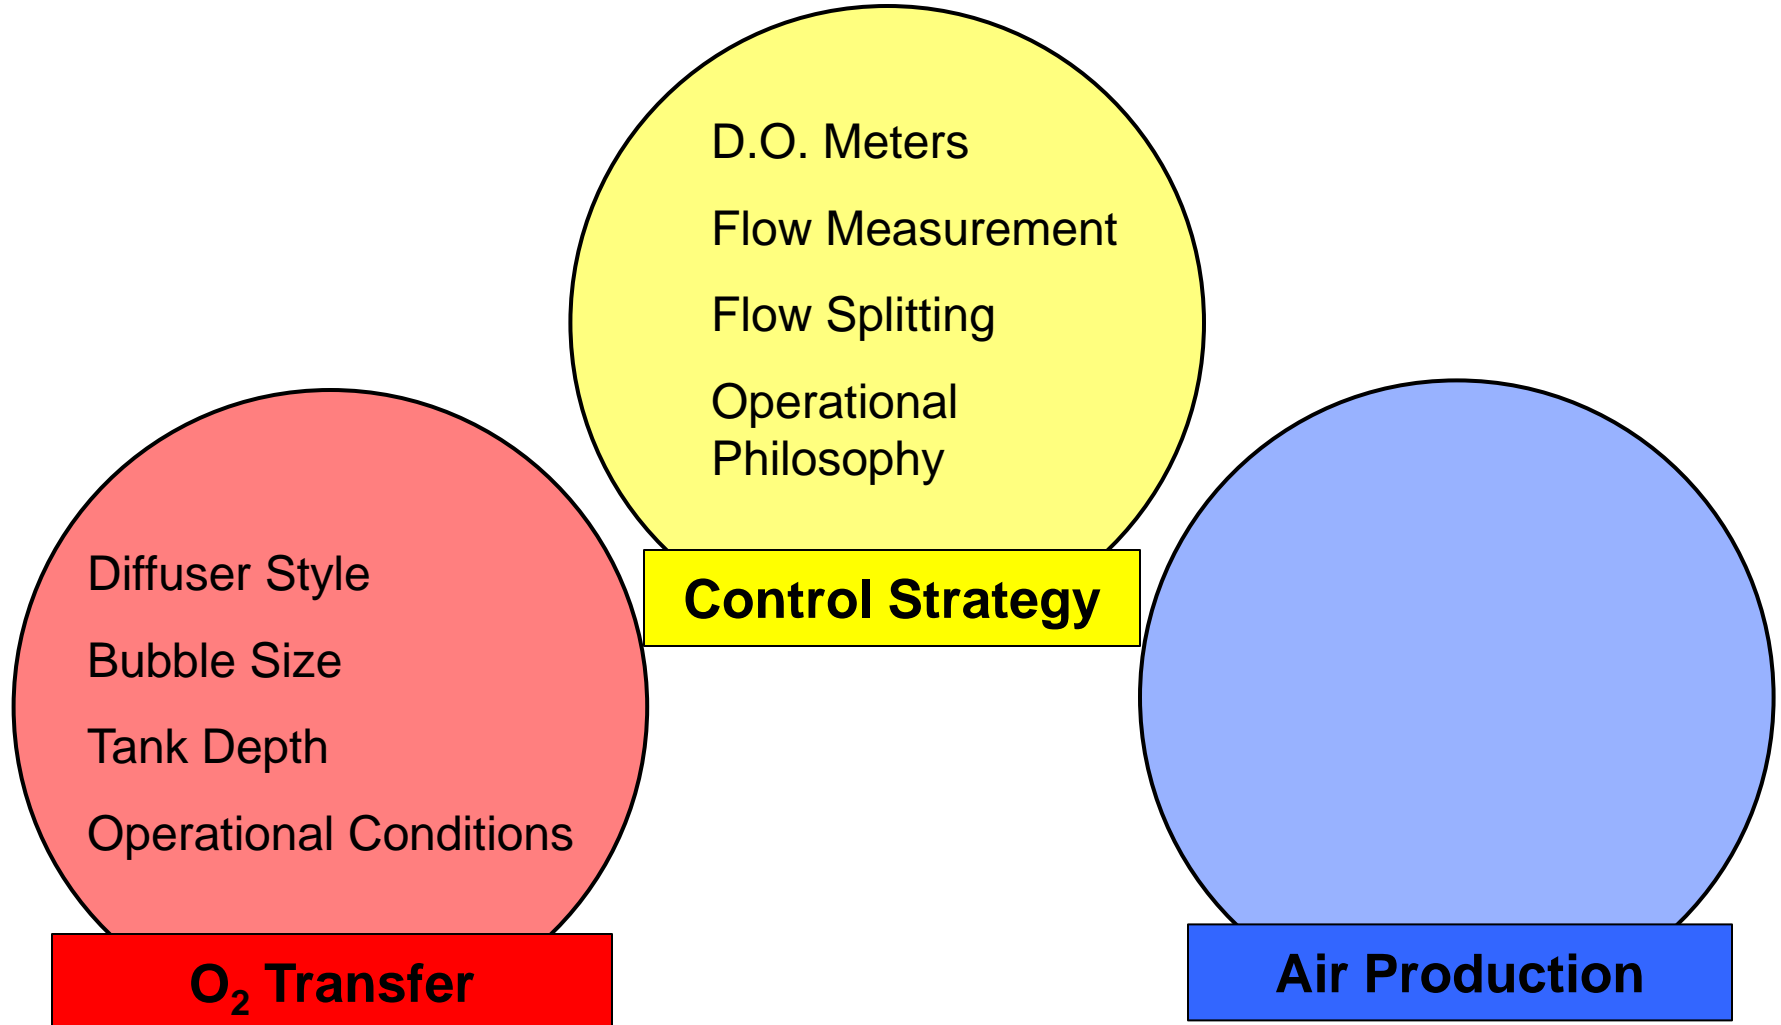 D.O. Meters
Flow Measurement
Flow Splitting
Operational
Philosophy
Control Strategy
Diffuser Style
Bubble Size
Tank Depth
Operational Conditions
O₂ Transfer
Air Production